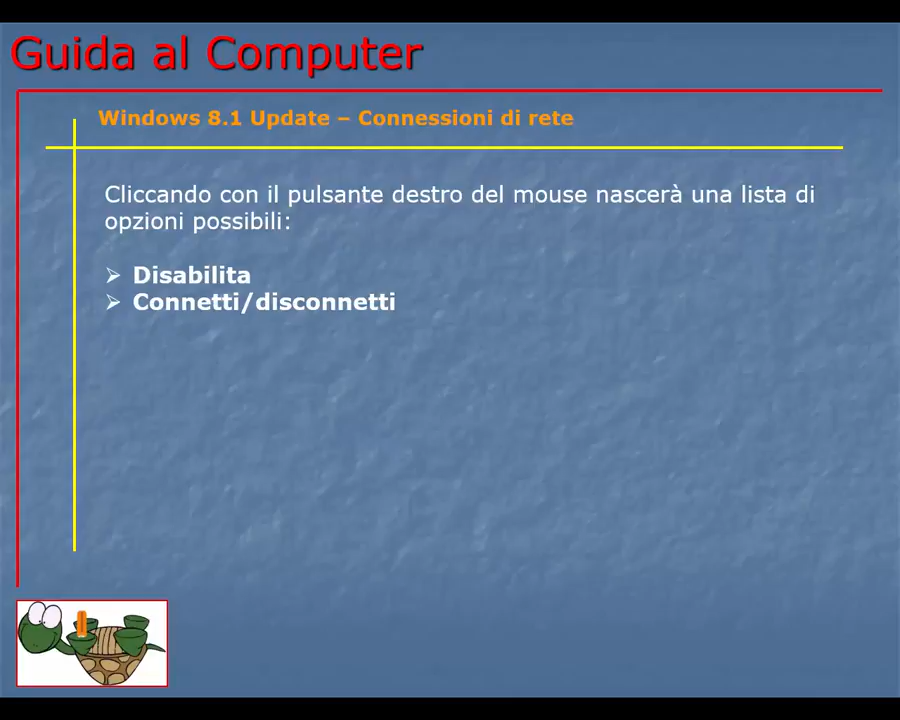 Guida al Computer
Windows 8.1 Update – Connessioni di rete
Cliccando con il pulsante destro del mouse nascerà una lista di
opzioni possibili:
➢ Disabilita
➢ Connetti/disconnetti